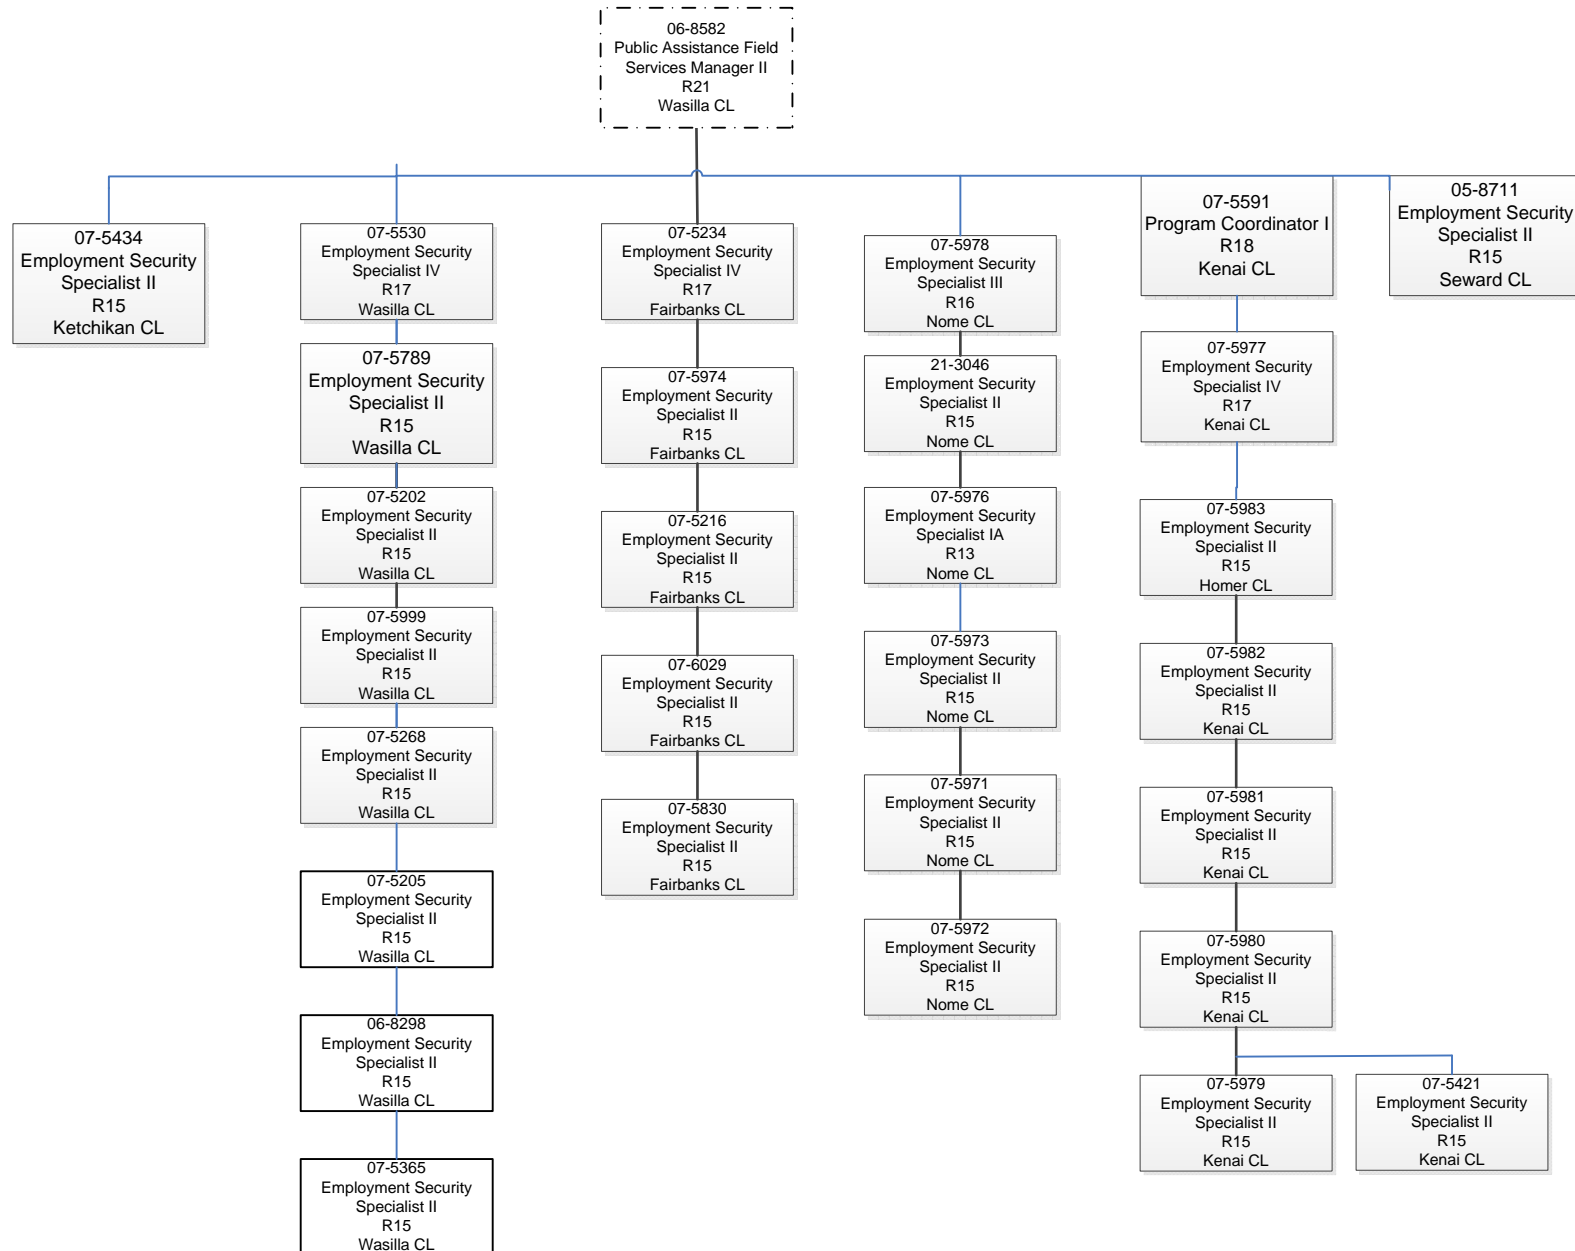 06-8582
Public Assistance Field
Services Manager II
R21
Wasilla CL
07-5434
Employment Security
Specialist II
R15
Ketchikan CL
07-5530
Employment Security
Specialist IV
R17
Wasilla CL
07-5789
Employment Security
Specialist II
R15
Wasilla CL
07-5202
Employment Security
Specialist II
R15
Wasilla CL
07-5999
Employment Security
Specialist II
R15
Wasilla CL
07-5268
Employment Security
Specialist II
R15
Wasilla CL
07-5205
Employment Security
Specialist II
R15
Wasilla CL
06-8298
Employment Security
Specialist II
R15
Wasilla CL
07-5365
Employment Security
Specialist II
R15
Wasilla CL
07-5234
Employment Security
Specialist IV
R17
Fairbanks CL
07-5974
Employment Security
Specialist II
R15
Fairbanks CL
07-5216
Employment Security
Specialist II
R15
Fairbanks CL
07-6029
Employment Security
Specialist II
R15
Fairbanks CL
07-5830
Employment Security
Specialist II
R15
Fairbanks CL
07-5978
Employment Security
Specialist III
R16
Nome CL
21-3046
Employment Security
Specialist II
R15
Nome CL
07-5976
Employment Security
Specialist IA
R13
Nome CL
07-5973
Employment Security
Specialist II
R15
Nome CL
07-5971
Employment Security
Specialist II
R15
Nome CL
07-5972
Employment Security
Specialist II
R15
Nome CL
07-5591
Program Coordinator I
R18
Kenai CL
07-5977
Employment Security
Specialist IV
R17
Kenai CL
07-5983
Employment Security
Specialist II
R15
Homer CL
07-5982
Employment Security
Specialist II
R15
Kenai CL
07-5981
Employment Security
Specialist II
R15
Kenai CL
07-5980
Employment Security
Specialist II
R15
Kenai CL
07-5979
Employment Security
Specialist II
R15
Kenai CL
07-5421
Employment Security
Specialist II
R15
Kenai CL
05-8711
Employment Security
Specialist II
R15
Seward CL